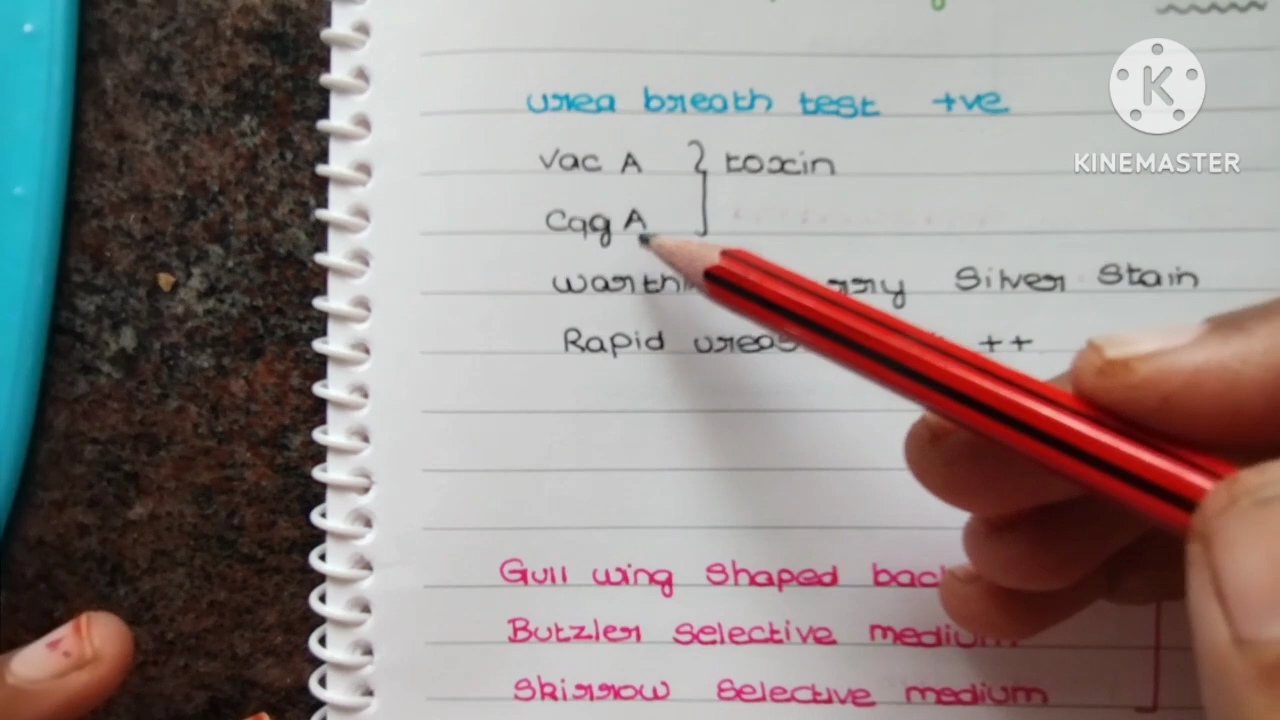 urea breath test +ve
Vac A } toxin
Cag A
Silver Stain
Rapid ++
Gull wing shaped
Butzler selective medium
Skirrow selective medium
KINEMASTER